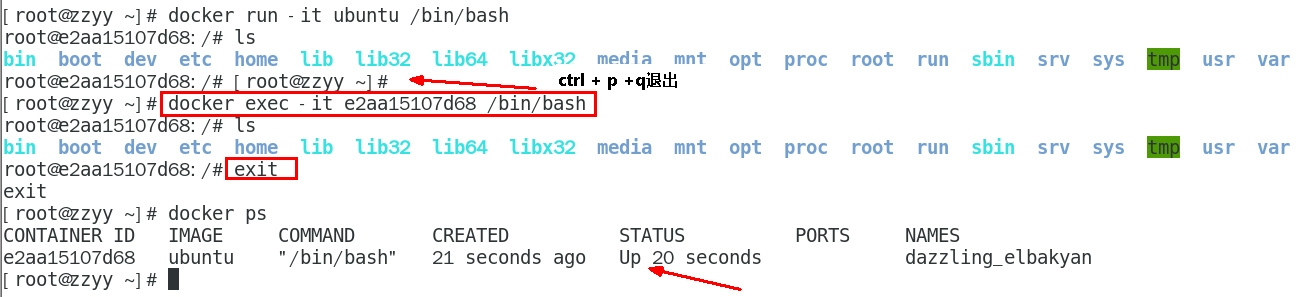 [root@zzyy ~]# docker run -it ubuntu /bin/bash
root@e2aa15107d68:/# ls
bin boot dev etc home lib lib32 lib64 libx32 media mnt opt proc root run sbin srv sys tmp usr var
root@e2aa15107d68:/# [root@zzyy ~]# ctrl + p +q退出
[root@zzyy ~]# docker exec -it e2aa15107d68 /bin/bash
root@e2aa15107d68:/# ls
bin boot dev etc home lib lib32 lib64 libx32 media mnt opt proc root run sbin srv sys tmp usr var
root@e2aa15107d68:/# exit
exit
[root@zzyy ~]# docker ps
CONTAINER ID IMAGE COMMAND CREATED STATUS PORTS NAMES
e2aa15107d68 ubuntu "/bin/bash" 21 seconds ago Up 20 seconds dazzling_elbakyan
[root@zzyy ~]#